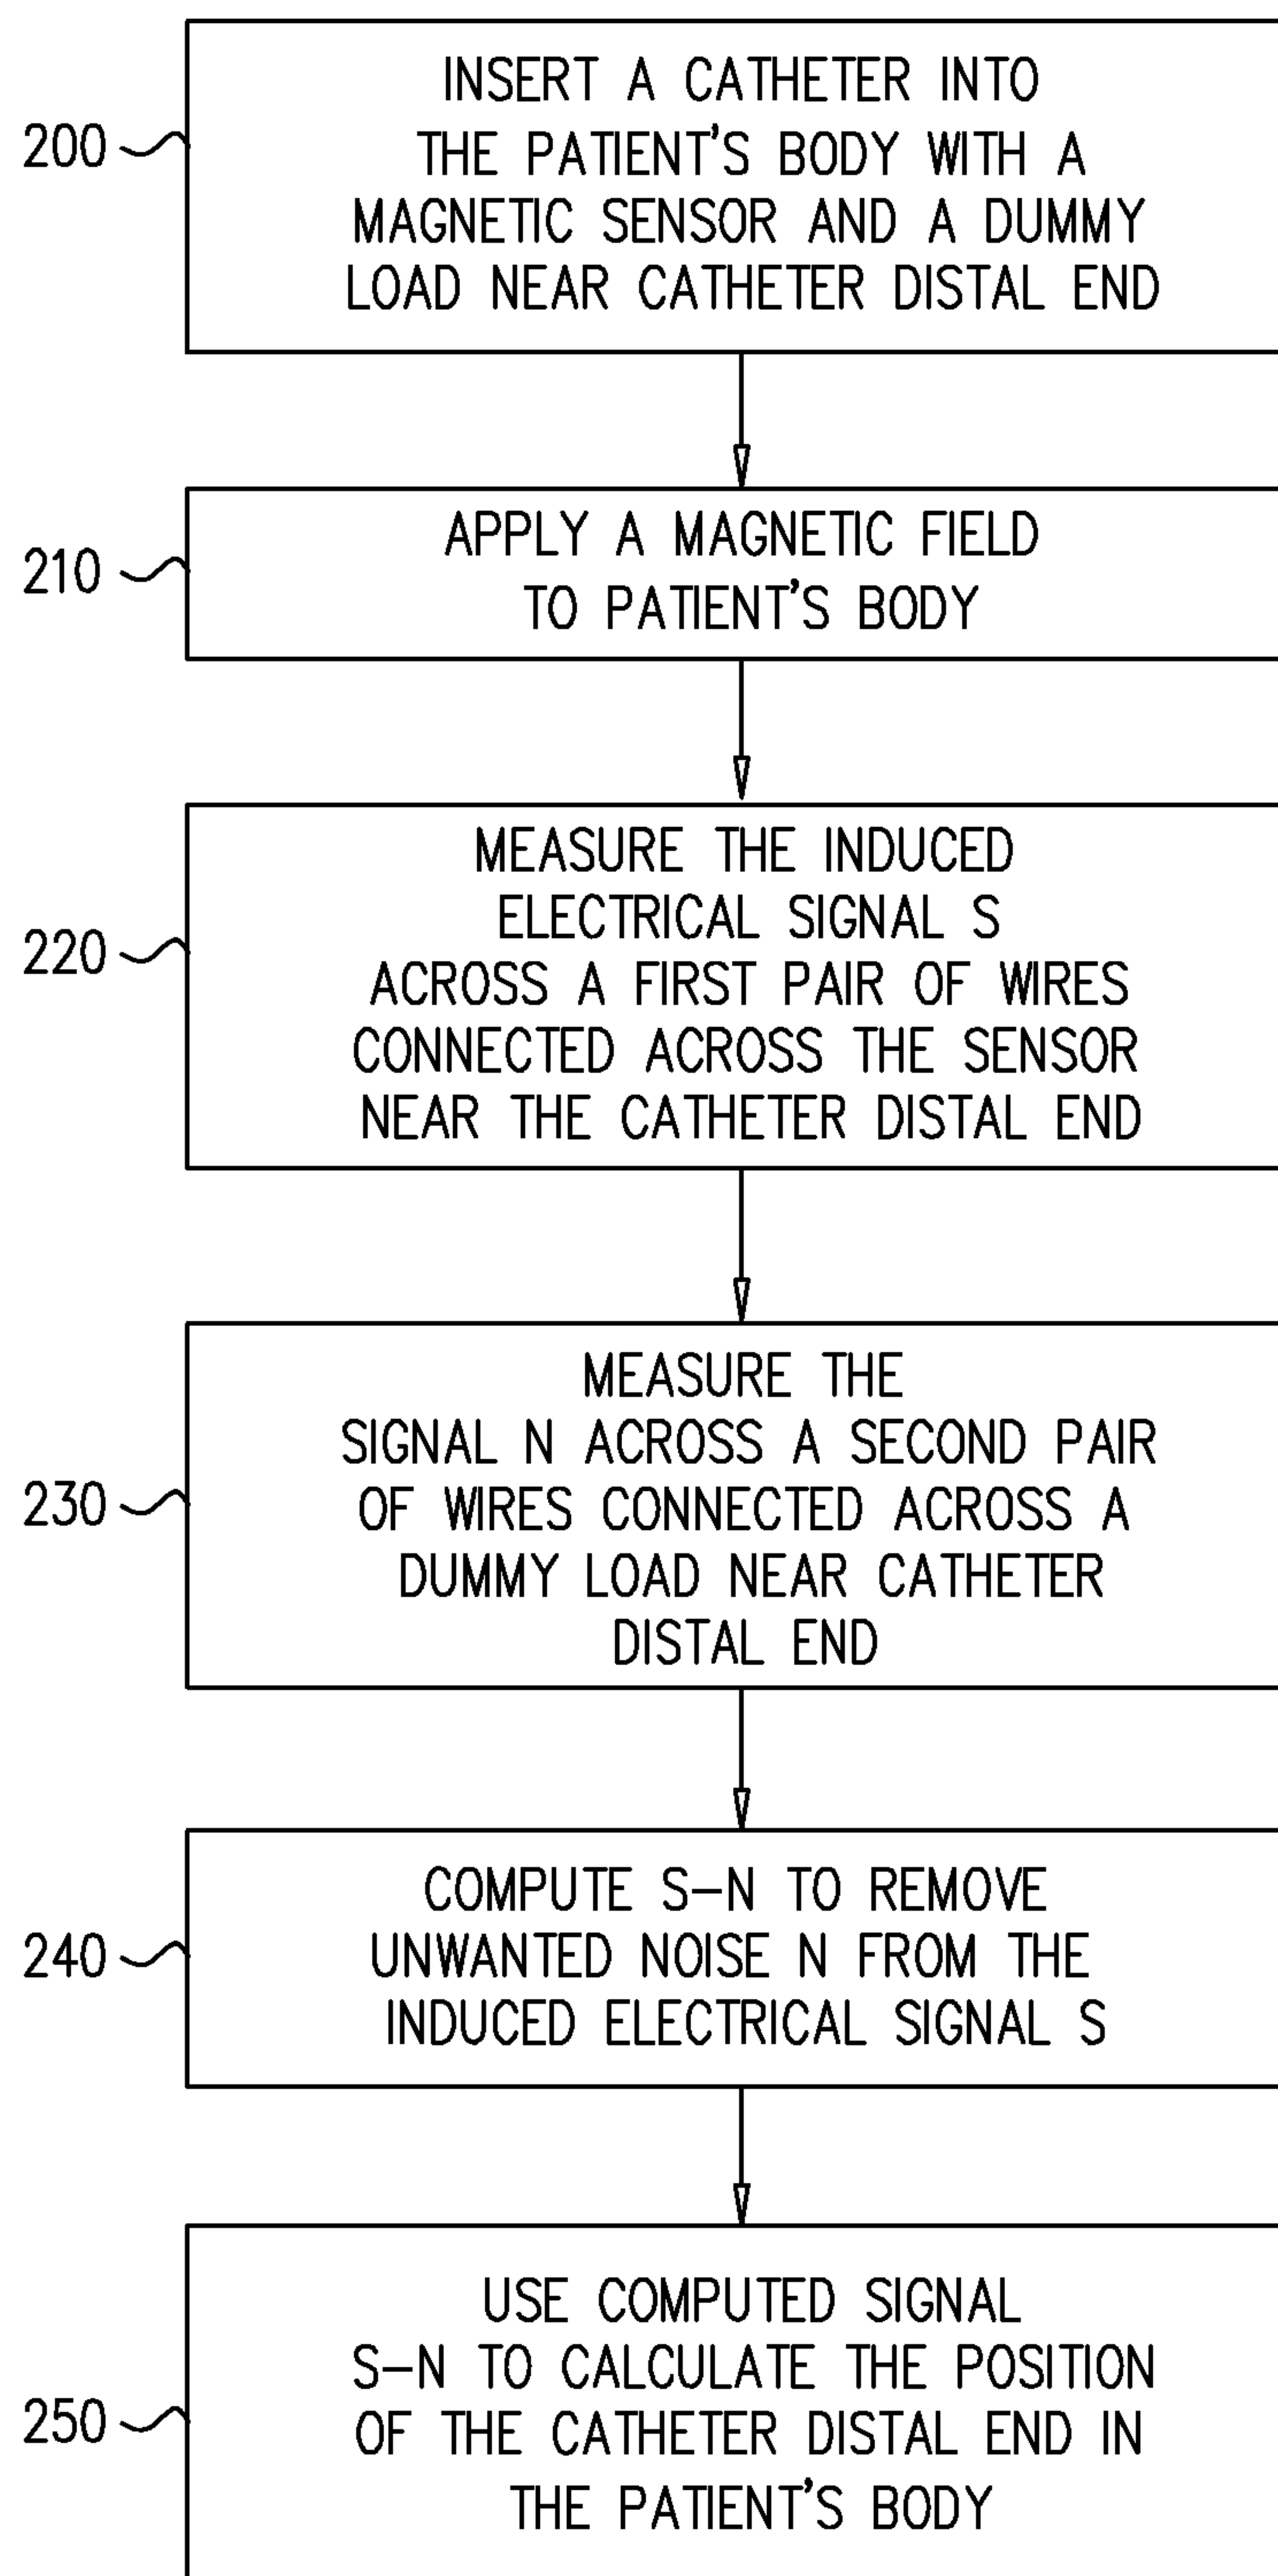 INSERT A CATHETER INTO
200 THE PATIENT'S BODY WITH A
MAGNETIC SENSOR AND A DUMMY
LOAD NEAR CATHETER DISTAL END
APPLY A MAGNETIC FIELD
210
TO PATIENT'S BODY
MEASURE THE INDUCED
ELECTRICAL SIGNAL S
220
ACROSS A FIRST PAIR OF WIRES
CONNECTED ACROSS THE SENSOR
NEAR THE CATHETER DISTAL END
MEASURE THE
SIGNAL N ACROSS A SECOND PAIR
230 OF WIRES CONNECTED ACROSS A
DUMMY LOAD NEAR CATHETER
DISTAL END
COMPUTE S-N TO REMOVE
240 UNWANTED NOISE N FROM THE
INDUCED ELECTRICAL SIGNAL S
USE COMPUTED SIGNAL
S-N TO CALCULATE THE POSITION
250 OF THE CATHETER DISTAL END IN
THE PATIENT'S BODY